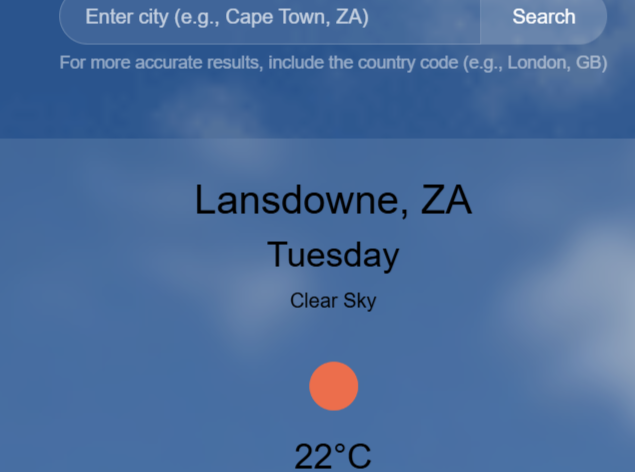 Enter city (e.g., Cape Town, ZA) Search
For more accurate results, include the country code (e.g., London, GB)
Lansdowne, ZA
Tuesday
Clear Sky
22°C